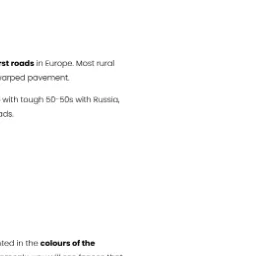 rst roads in Europe. Most rural
warped pavement.
with tough 50-50s with Russia,
ads.
ted in the colours of the